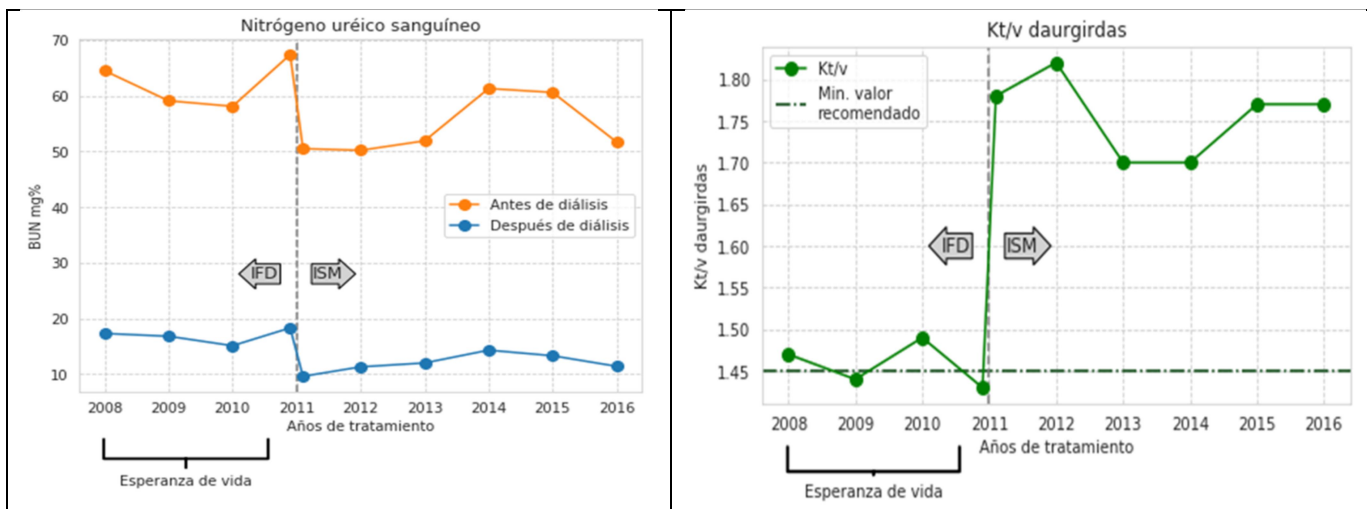 Nitrógeno uréico sanguíneo
70
60
50
40
30
20
10
BUN mg%
Antes de diálisis
Después de diálisis
IFD ISM
2008 2009 2010 2011 2012 2013 2014 2015 2016
Años de tratamiento
Esperanza de vida
Kt/v daurgirdas
Kt/v
Min. valor
recomendado
1.80
1.75
1.70
1.65
1.60
1.55
1.50
1.45
Kt/v daurgirdas
IFD ISM
2008 2009 2010 2011 2012 2013 2014 2015 2016
Años de tratamiento
Esperanza de vida